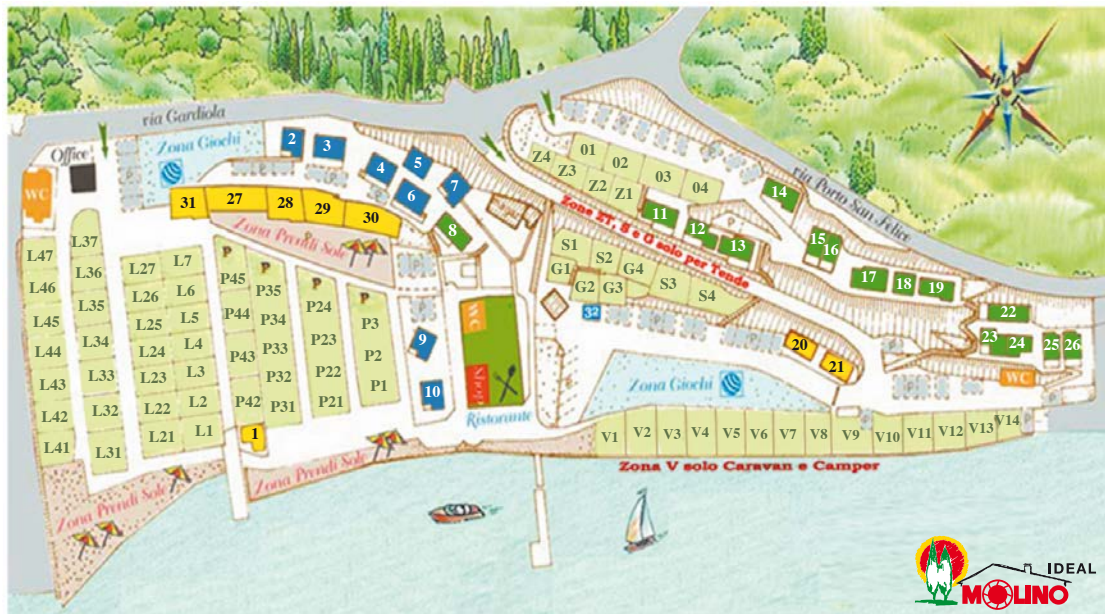 via Gardiola
Office
WC
Zona Giochi
2
3
4
5
6
7
8
31
27
28
29
30
Zona Prendi Sole
L47
L46
L45
L44
L43
L42
L41
L37
L36
L35
L34
L33
L32
L31
L27
L26
L25
L24
L23
L22
L21
L7
L6
L5
L4
L3
L2
L1
P
P45
P44
P43
P42
1
P
P35
P34
P33
P32
P31
P
P24
P23
P22
P21
P
P3
P2
P1
9
10
WC
Shop
Ristorante
Zona Prendi Sole
Zona Prendi Sole
Z4
Z3
Z2
Z1
01
02
03
04
via Porto San Felice
Zone ZT, S e G solo per Tende
11
12
13
14
15
16
17
18
19
P
S1
S2
S3
S4
G1
G2
G3
G4
32
20
21
22
23
24
25
26
WC
P
Zona Giochi
V1
V2
V3
V4
V5
V6
V7
V8
V9
V10
V11
V12
V13
V14
Zona V solo Caravan e Camper
IDEAL
MOLINO